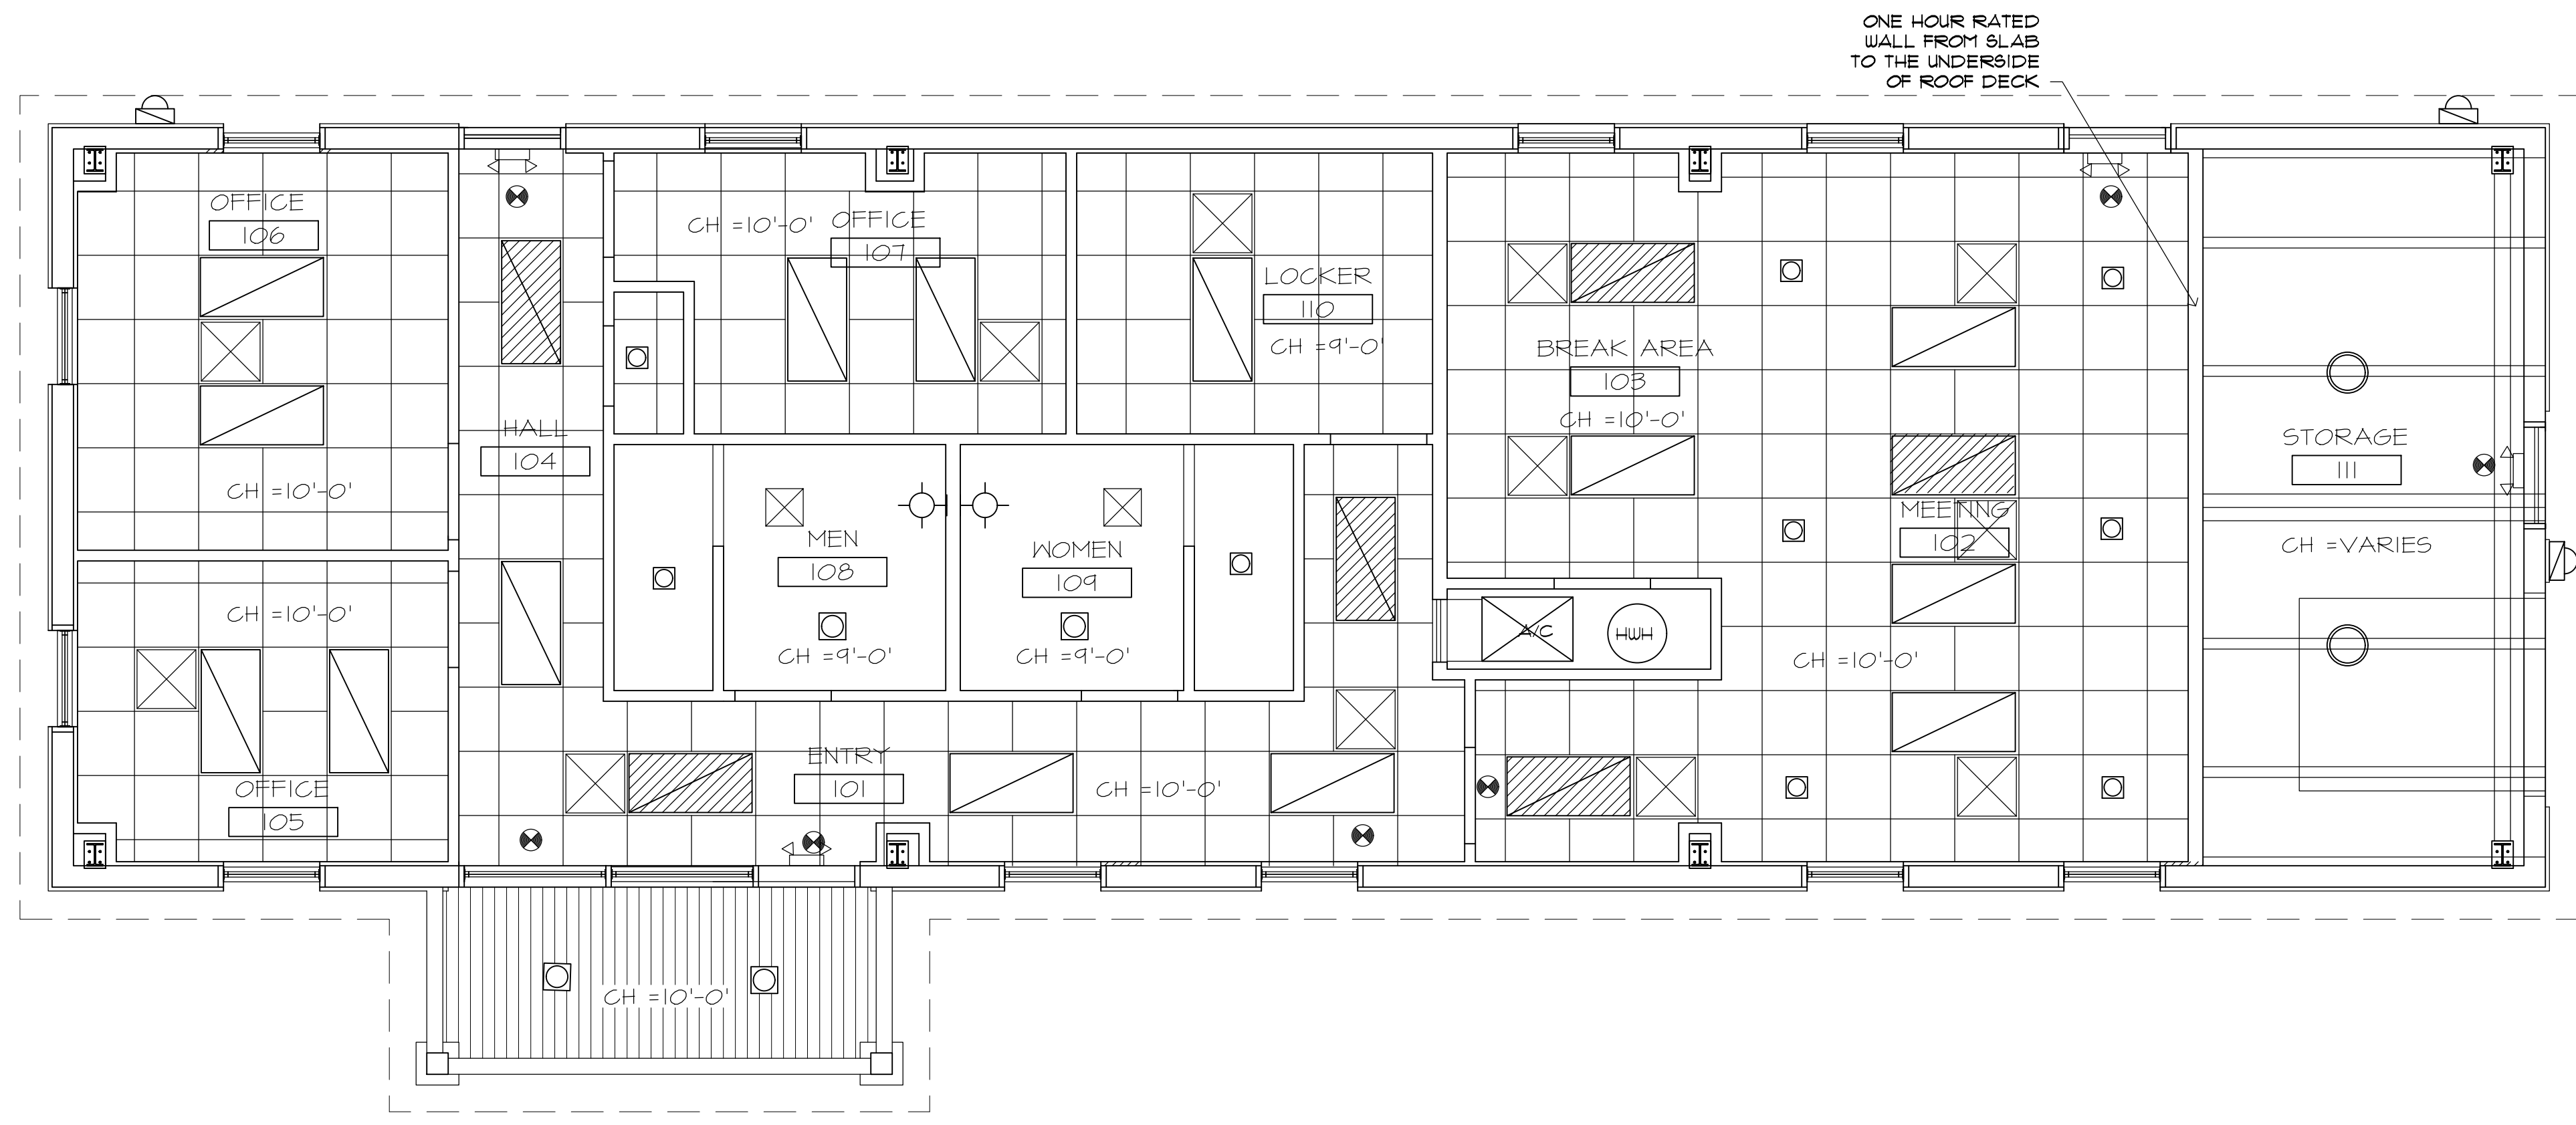 ONE HOUR RATED
WALL FROM SLAB
TO THE UNDERSIDE
OF ROOF DECK
OFFICE
106
CH =10'-0'
HALL
104
CH =10'-0'
OFFICE
107
LOCKER
110
CH =9'-0'
BREAK AREA
103
CH =10'-0'
STORAGE
111
CH =VARIES
MEETING
102
CH =10'-0'
MEN
108
CH =9'-0'
WOMEN
109
CH =9'-0'
A/C
HWH
CH =10'-0'
OFFICE
105
ENTRY
101
CH =10'-0'
CH =10'-0'